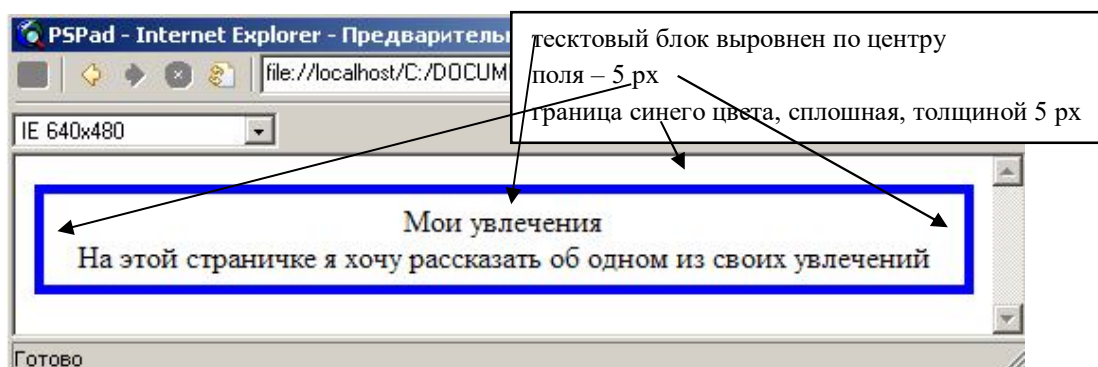 PSPad - Internet Explorer - Предварительн
file://localhost/C:/DOCUM
IE 640x480
тесктовый блок выровнен по центру
поля – 5 px
граница синего цвета, сплошная, толщиной 5 px
Мои увлечения
На этой страничке я хочу рассказать об одном из своих увлечений
Готово